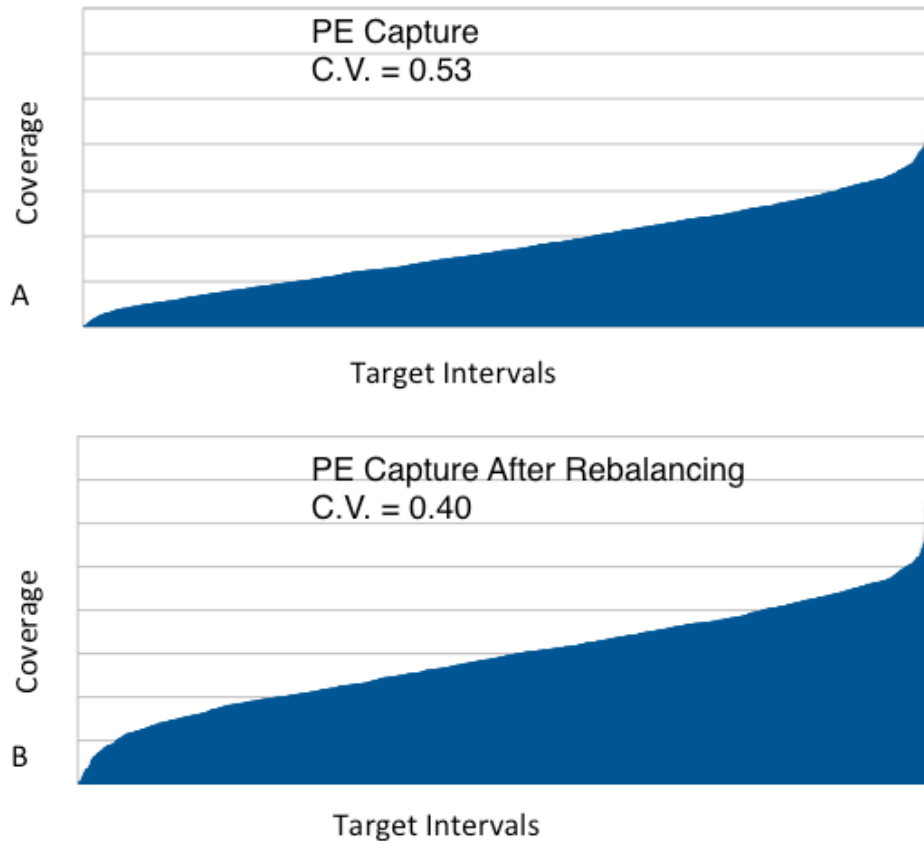 PE Capture
C.V. = 0.53
Coverage
A
Target Intervals
PE Capture After Rebalancing
C.V. = 0.40
Coverage
B
Target Intervals